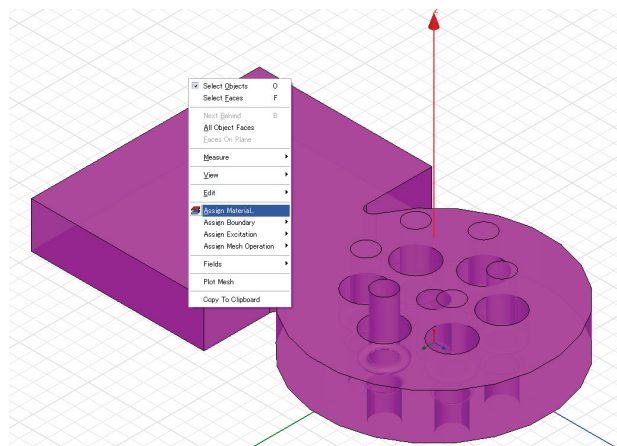 Select Objects O
Select Faces F
Next Behind B
All Object Faces
Faces On Plane
Measure
View
Edit
Assign Material...
Assign Boundary
Assign Excitation
Assign Mesh Operation
Fields
Plot Mesh
Copy To Clipboard